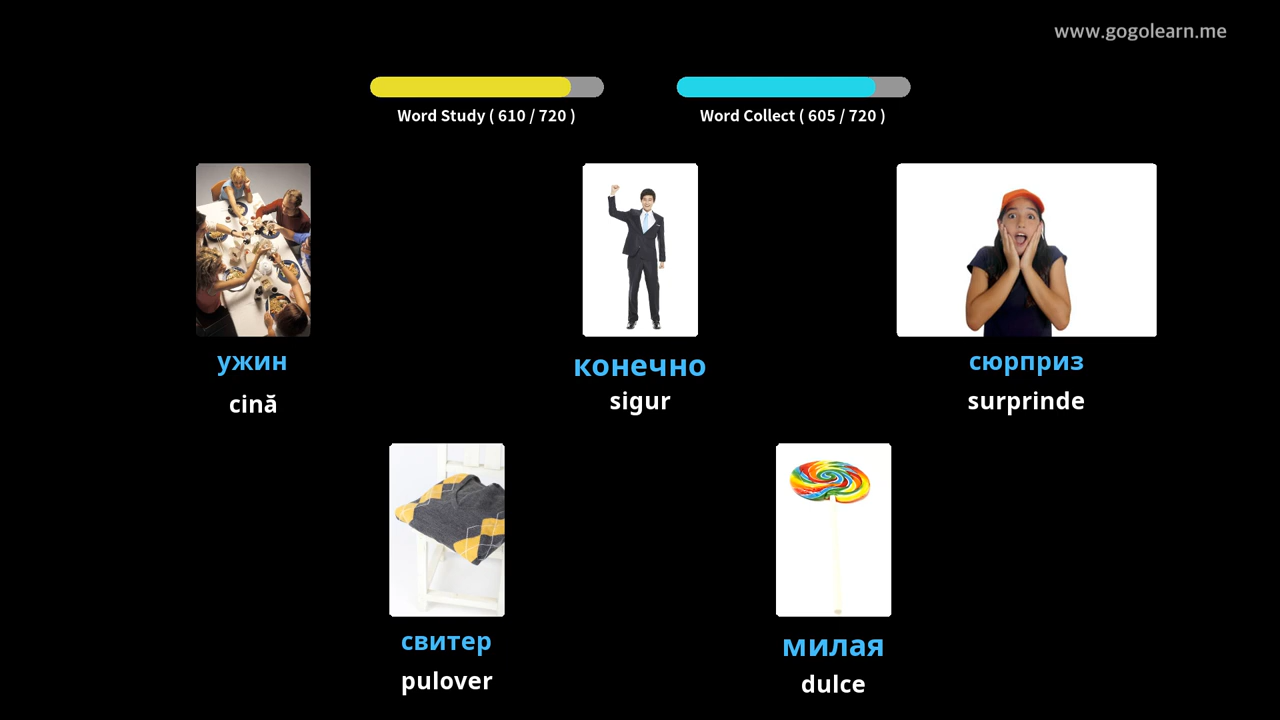 www.gogolearn.me
Word Study ( 610 / 720 )
Word Collect ( 605 / 720 )
ужин
конечно
сюрприз
cină
sigur
surprinde
свитер
милая
pulover
dulce